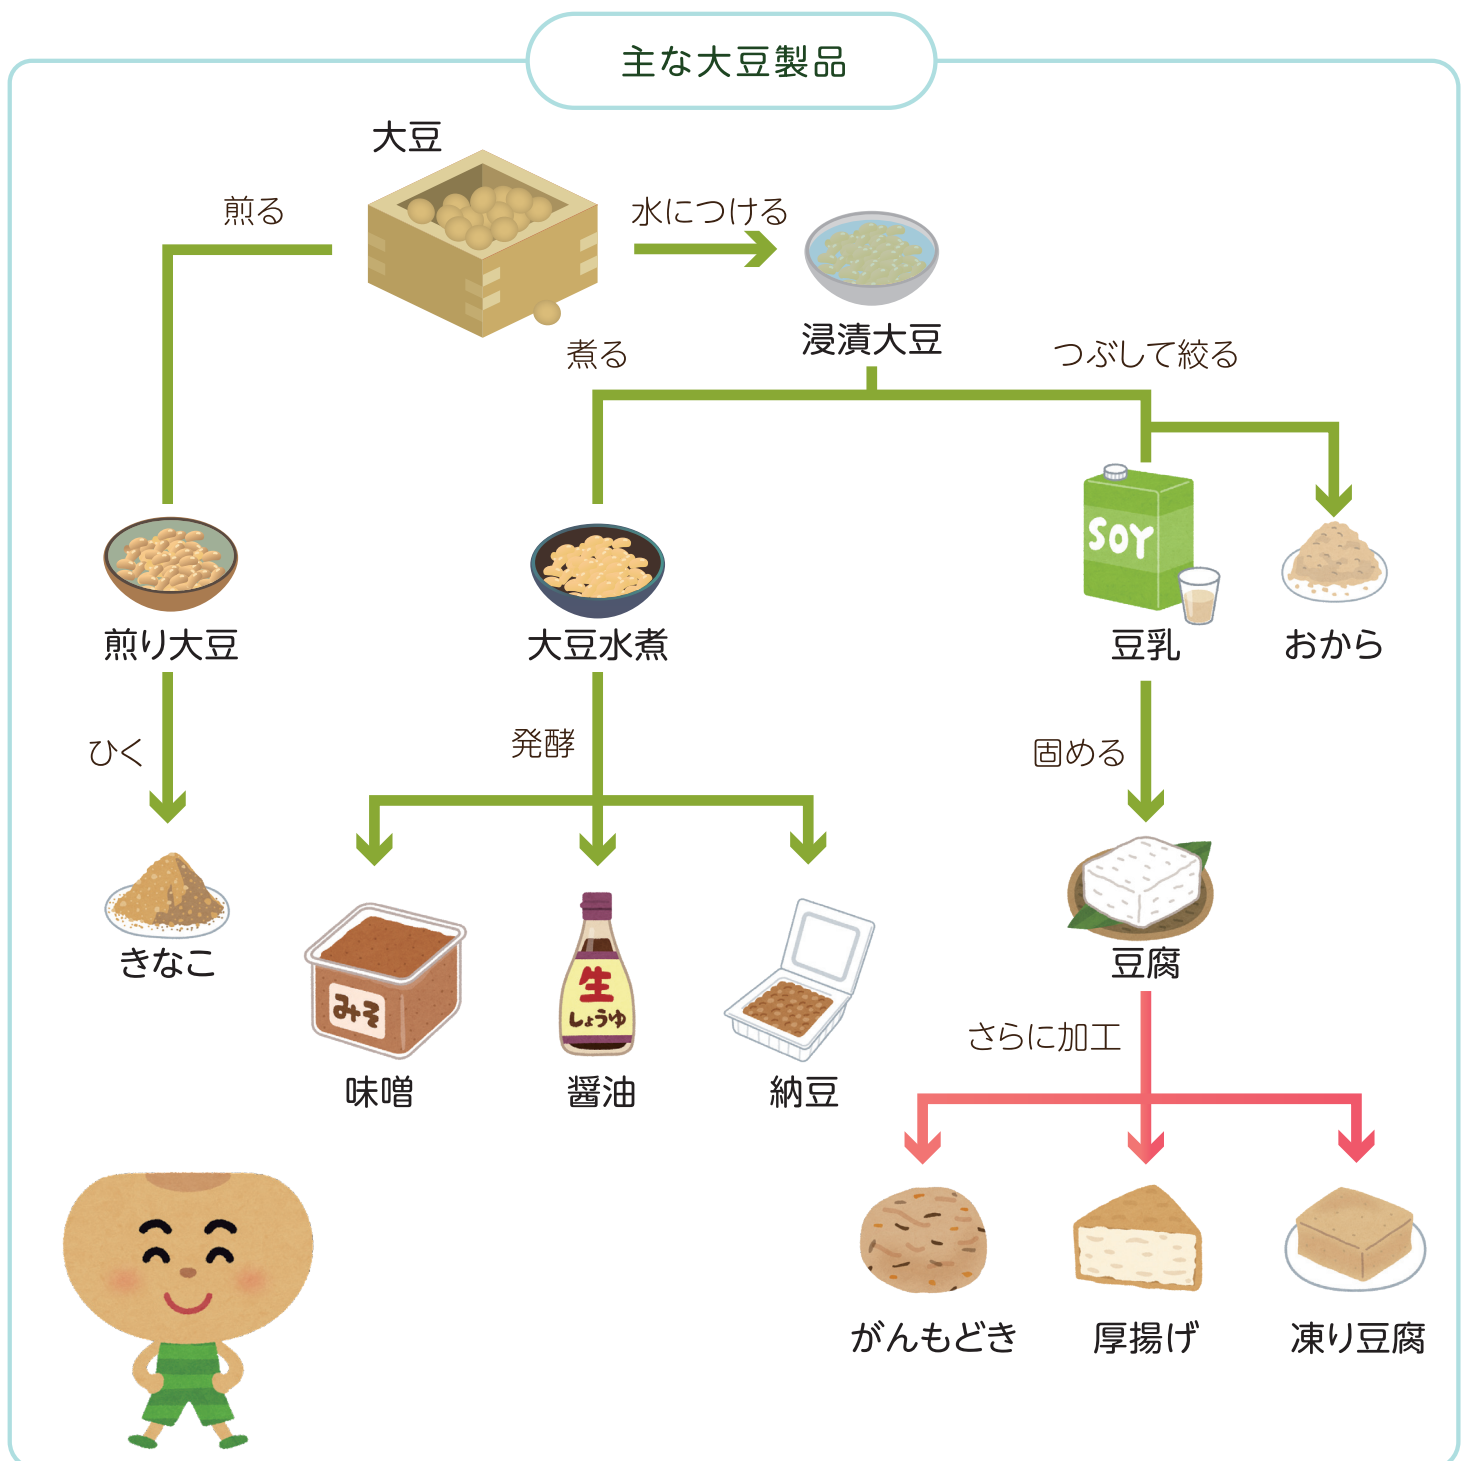 主な大豆製品
大豆
煎る
水につける
浸漬大豆
煮る
つぶして絞る
SOY
煎り大豆
大豆水煮
豆乳
おから
ひく
発酵
固める
きなこ
豆腐
みそ
生
しょうゆ
さらに加工
味噌
醤油
納豆
がんもどき
厚揚げ
凍り豆腐